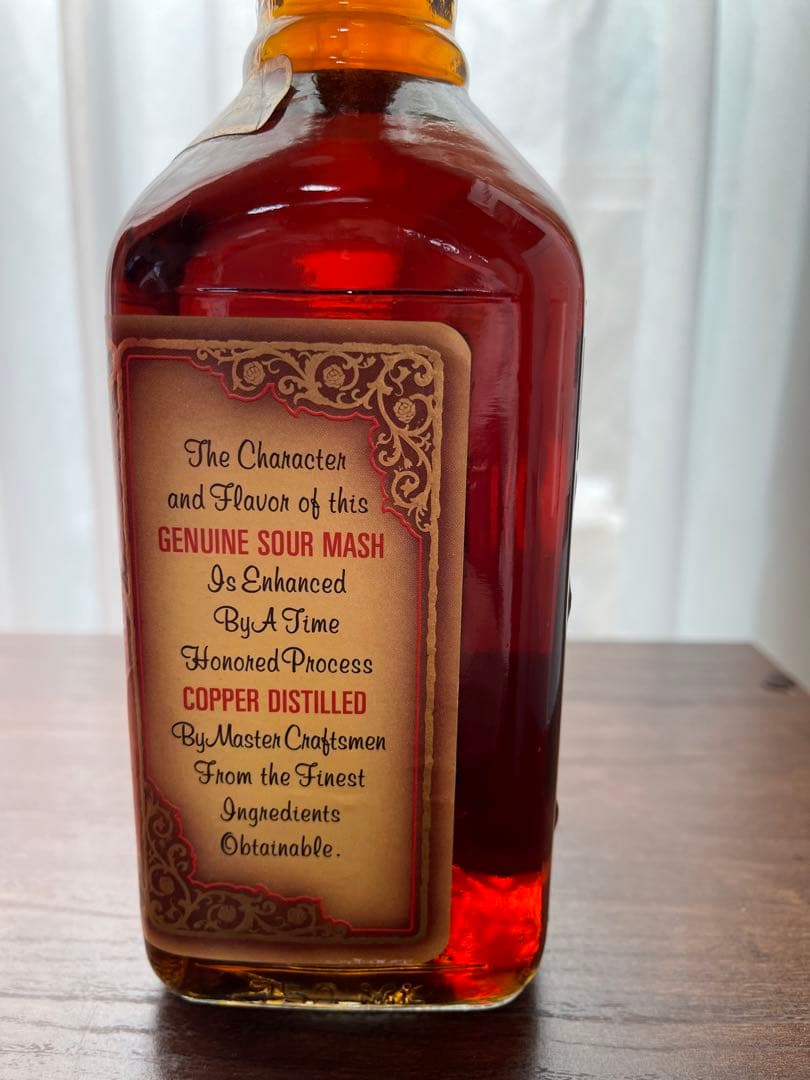 The Character
and Flavor of this
GENUINE SOUR MASH
Is Enhanced
By A Time
Honored Process
COPPER DISTILLED
By Master Craftsmen
From the Finest
Ingredients
Obtainable.